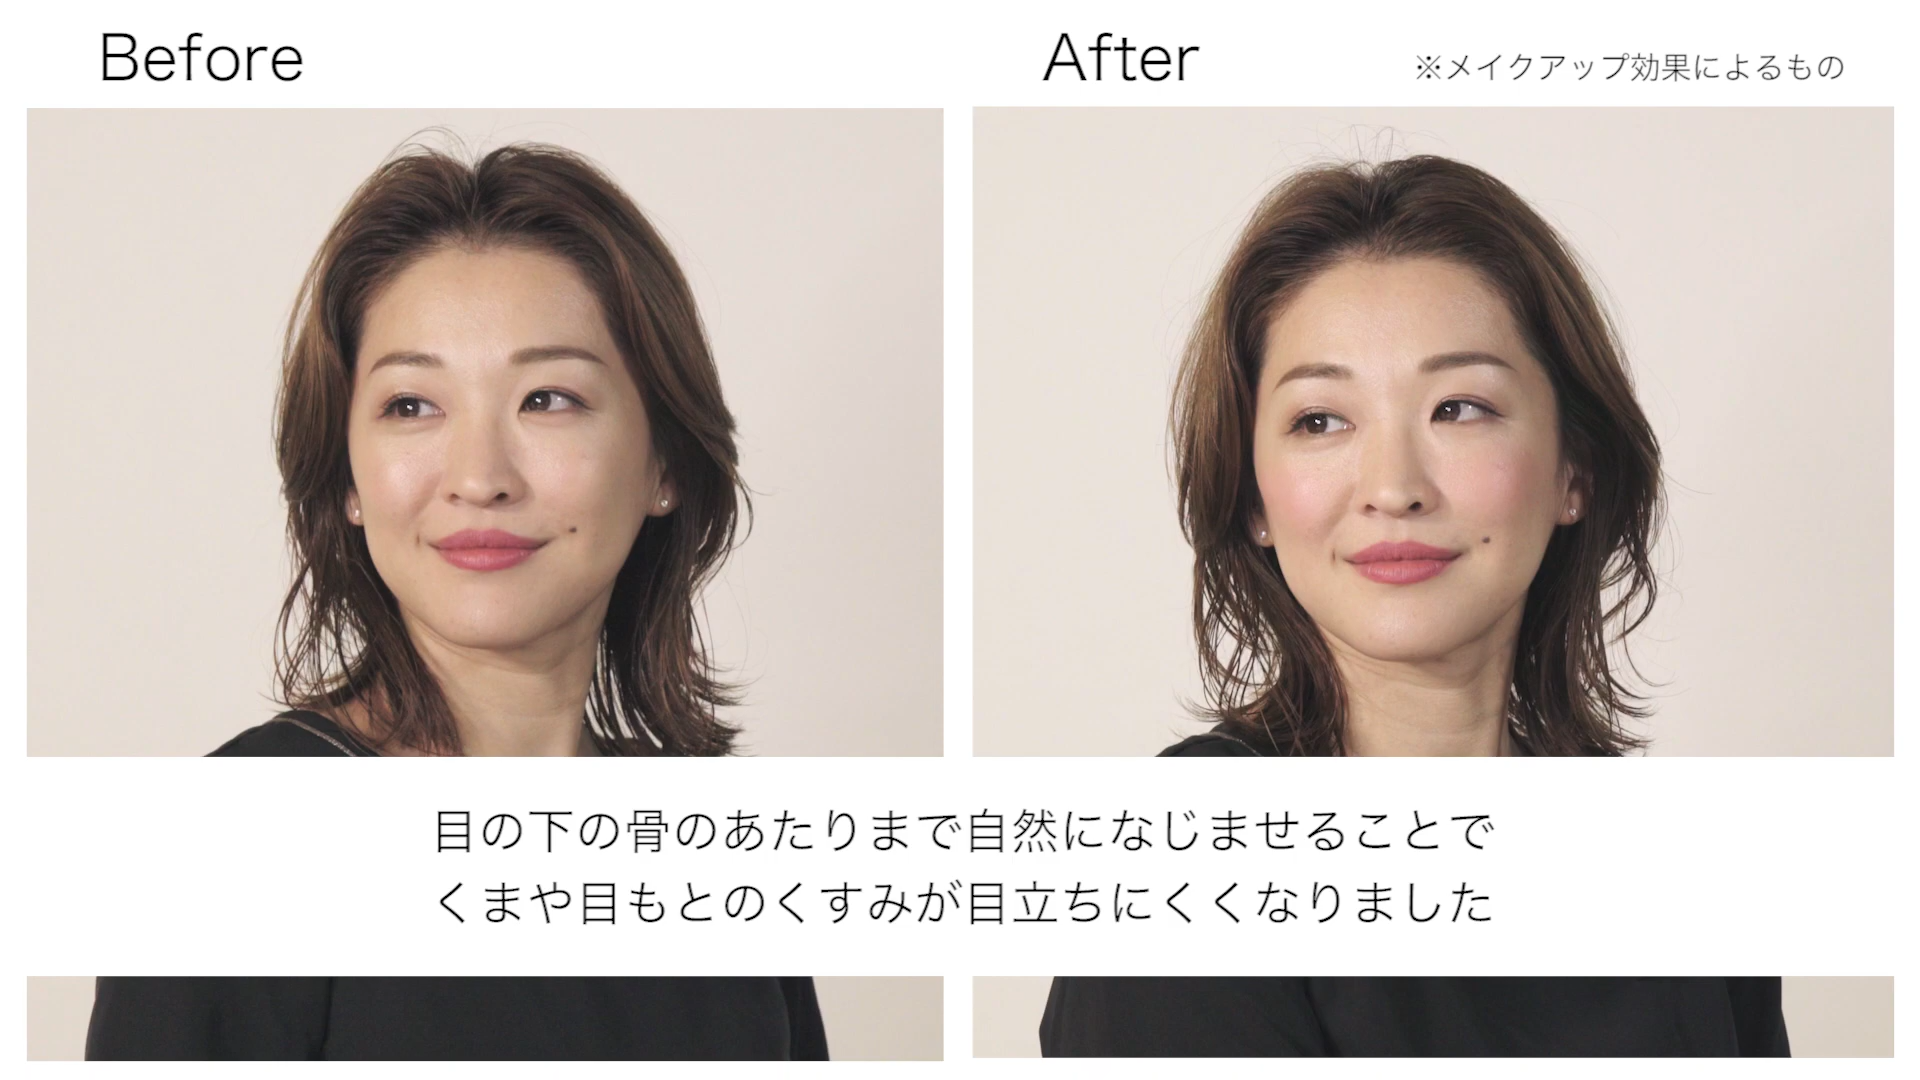 Before
After
※メイクアップ効果によるもの
目の下の骨のあたりまで自然になじませることで
くまや目もとのくすみが目立ちにくくなりました